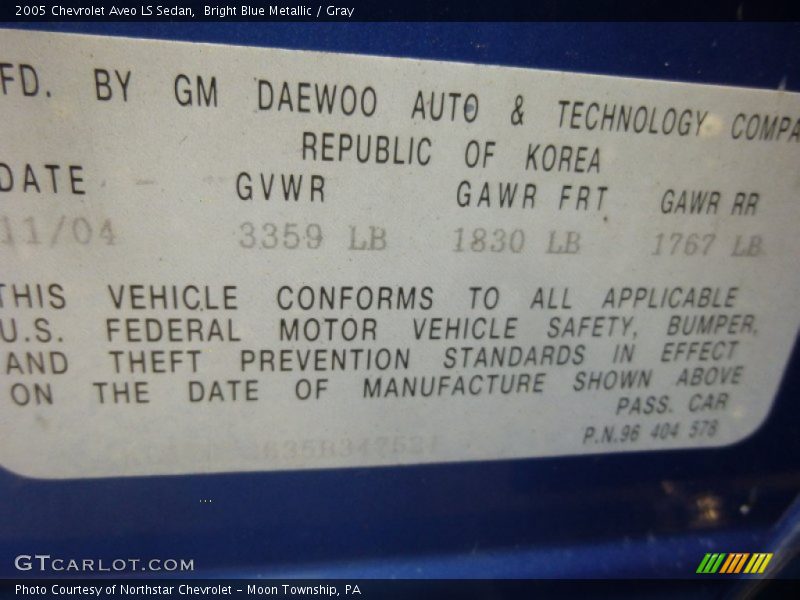 2005 Chevrolet Aveo LS Sedan, Bright Blue Metallic / Gray
FD. BY GM DAEWOO AUTO & TECHNOLOGY COMPA
REPUBLIC OF KOREA
DATE GVWR GAWR FRT GAWR RR
11/04 3359 LB 1830 LB 1767 LB
THIS VEHICLE CONFORMS TO ALL APPLICABLE
U.S. FEDERAL MOTOR VEHICLE SAFETY, BUMPER,
AND THEFT PREVENTION STANDARDS IN EFFECT
ON THE DATE OF MANUFACTURE SHOWN ABOVE
PASS. CAR
P.N.96 404 578
...
GTCARLOT.COM
Photo Courtesy of Northstar Chevrolet - Moon Township, PA